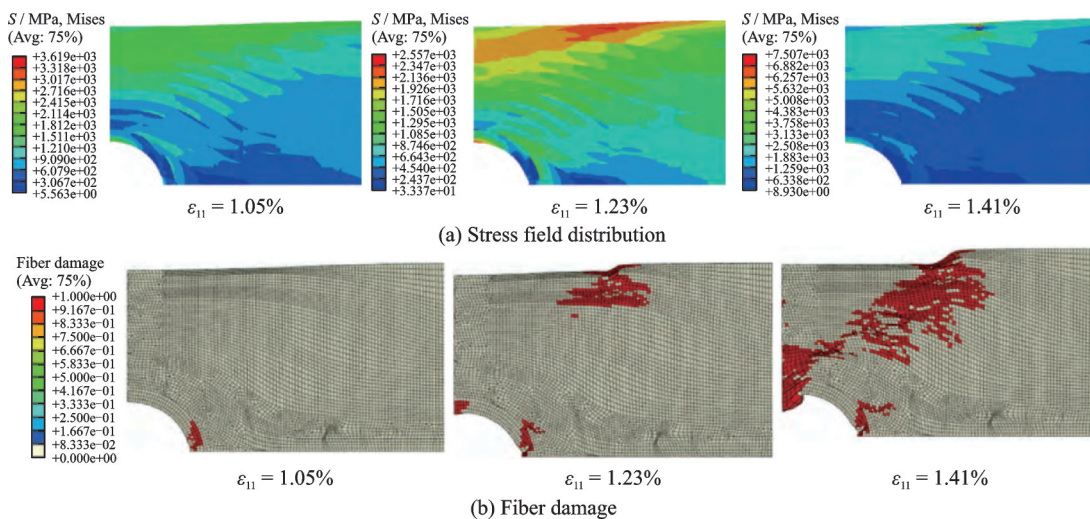 S / MPa, Mises
(Avg: 75%)
+3.619e+03
+3.318e+03
+3.017e+03
+2.716e+03
+2.415e+03
+2.114e+03
+1.812e+03
+1.511e+03
+1.210e+03
+9.090e+02
+6.079e+02
+3.067e+02
+5.563e+00
ε11 = 1.05%
S / MPa, Mises
(Avg: 75%)
+2.557e+03
+2.347e+03
+2.136e+03
+1.926e+03
+1.716e+03
+1.505e+03
+1.295e+03
+1.085e+03
+8.746e+02
+6.643e+02
+4.540e+02
+2.437e+02
+3.337e+01
ε11 = 1.23%
S / MPa, Mises
(Avg: 75%)
+7.507e+03
+6.882e+03
+6.257e+03
+5.632e+03
+5.008e+03
+4.383e+03
+3.758e+03
+3.133e+03
+2.508e+03
+1.883e+03
+1.259e+03
+6.338e+02
+8.930e+00
ε11 = 1.41%
(a) Stress field distribution
Fiber damage
(Avg: 75%)
+1.000e+00
+9.167e−01
+8.333e−01
+7.500e−01
+6.667e−01
+5.833e−01
+5.000e−01
+4.167e−01
+3.333e−01
+2.500e−01
+1.667e−01
+8.333e−02
+0.000e+00
ε11 = 1.05%
ε11 = 1.23%
ε11 = 1.41%
(b) Fiber damage